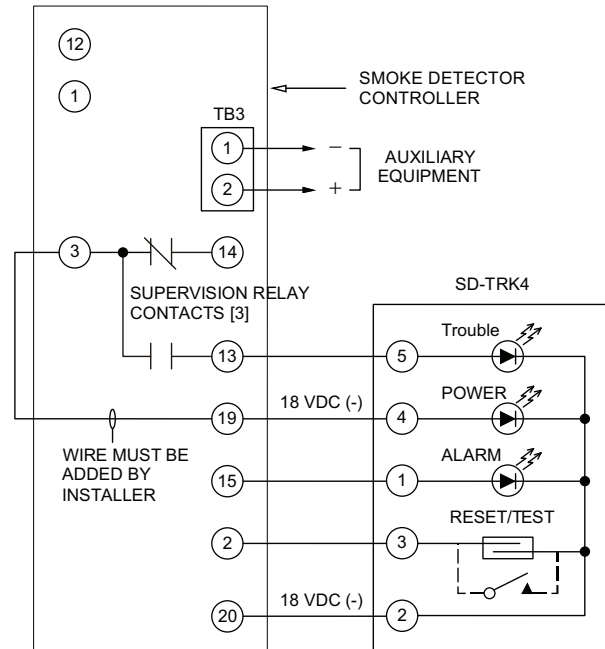 12
1
SMOKE DETECTOR
CONTROLLER
TB3
1
−
2
+
AUXILIARY
EQUIPMENT
3
14
SUPERVISION RELAY
CONTACTS [3]
SD-TRK4
13
5
Trouble
19
18 VDC (-)
4
POWER
WIRE MUST BE
ADDED BY
INSTALLER
15
1
ALARM
2
3
RESET/TEST
20
18 VDC (-)
2